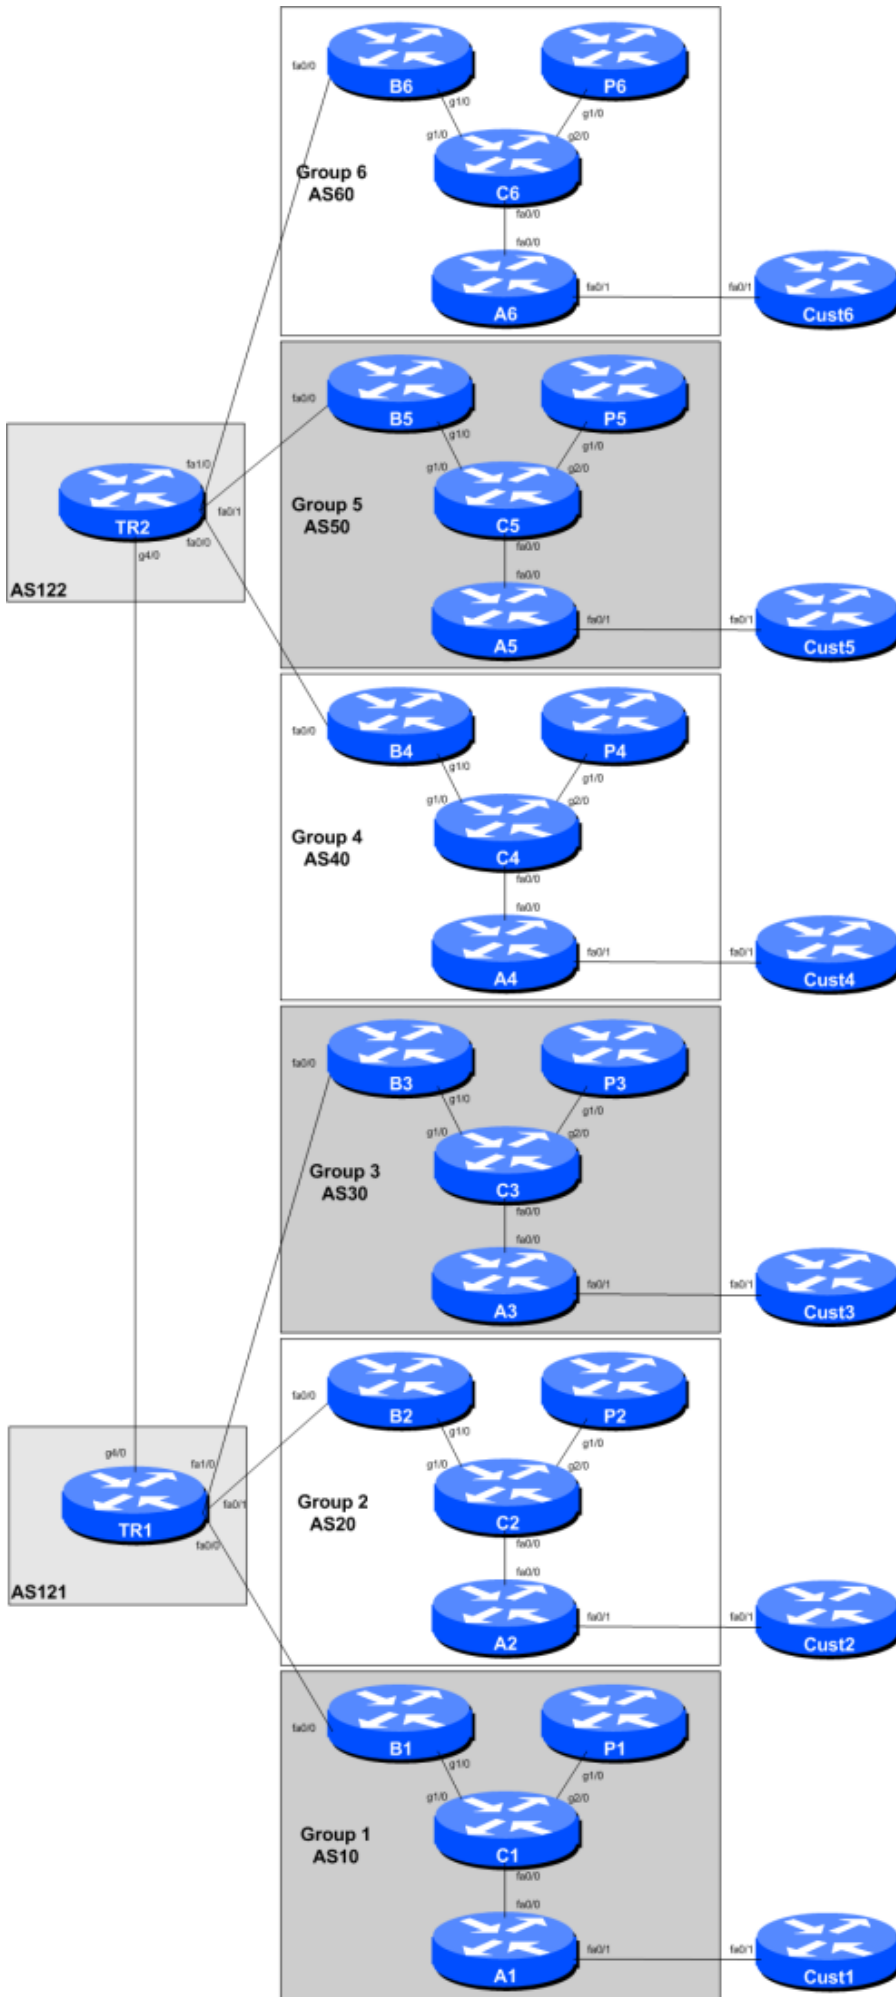 fa0/0
B6
P6
g1/0
g1/0
g1/0
g2/0
Group 6
AS60
C6
fa0/0
fa0/0
A6
fa0/1
fa0/1
Cust6
fa0/0
B5
P5
g1/0
g1/0
g1/0
g2/0
Group 5
AS50
C5
fa0/0
fa0/0
A5
fa0/1
fa0/1
Cust5
fa1/0
fa0/1
TR2
g4/0
fa0/0
AS122
fa0/0
B4
P4
g1/0
g1/0
g1/0
g2/0
Group 4
AS40
C4
fa0/0
fa0/0
A4
fa0/1
fa0/1
Cust4
fa0/0
B3
P3
g1/0
g1/0
g1/0
g2/0
Group 3
AS30
C3
fa0/0
fa0/0
A3
fa0/1
fa0/1
Cust3
fa0/0
B2
P2
g1/0
g1/0
g1/0
g2/0
Group 2
AS20
C2
fa0/0
fa0/0
A2
fa0/1
fa0/1
Cust2
g4/0
fa1/0
fa0/1
TR1
fa0/0
AS121
fa0/0
B1
P1
g1/0
g1/0
g1/0
g2/0
Group 1
AS10
C1
fa0/0
fa0/0
A1
fa0/1
fa0/1
Cust1